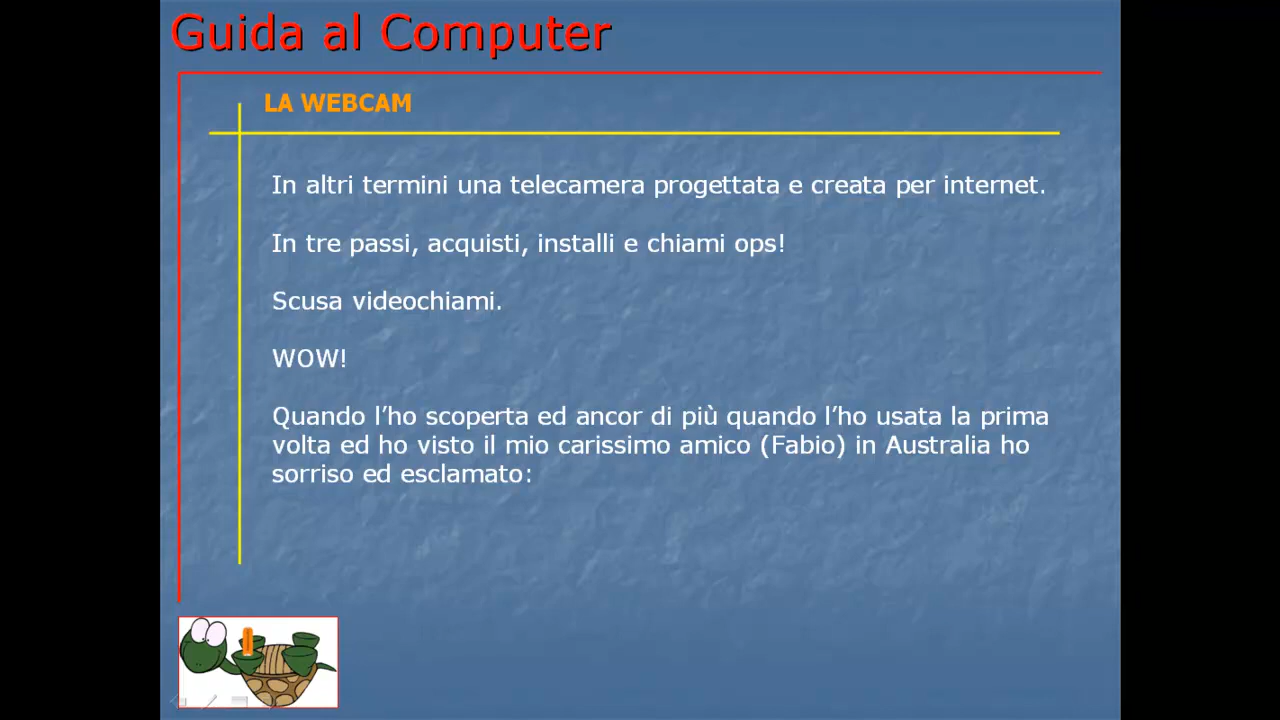 Guida al Computer
LA WEBCAM
In altri termini una telecamera progettata e creata per internet.
In tre passi, acquisti, installi e chiami ops!
Scusa videochiami.
WOW!
Quando l’ho scoperta ed ancor di più quando l’ho usata la prima
volta ed ho visto il mio carissimo amico (Fabio) in Australia ho
sorriso ed esclamato: